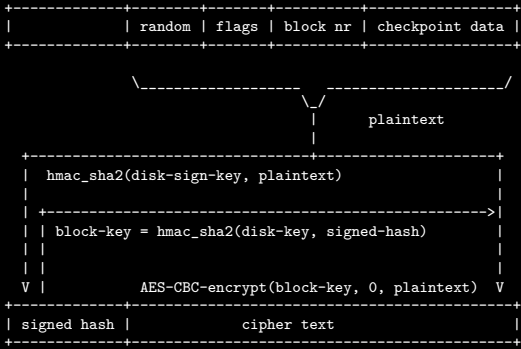 random | flags | block nr | checkpoint data
plaintext
hmac_sha2(disk-sign-key, plaintext)
block-key = hmac_sha2(disk-key, signed-hash)
V AES-CBC-encrypt(block-key, 0, plaintext) V
signed hash | cipher text